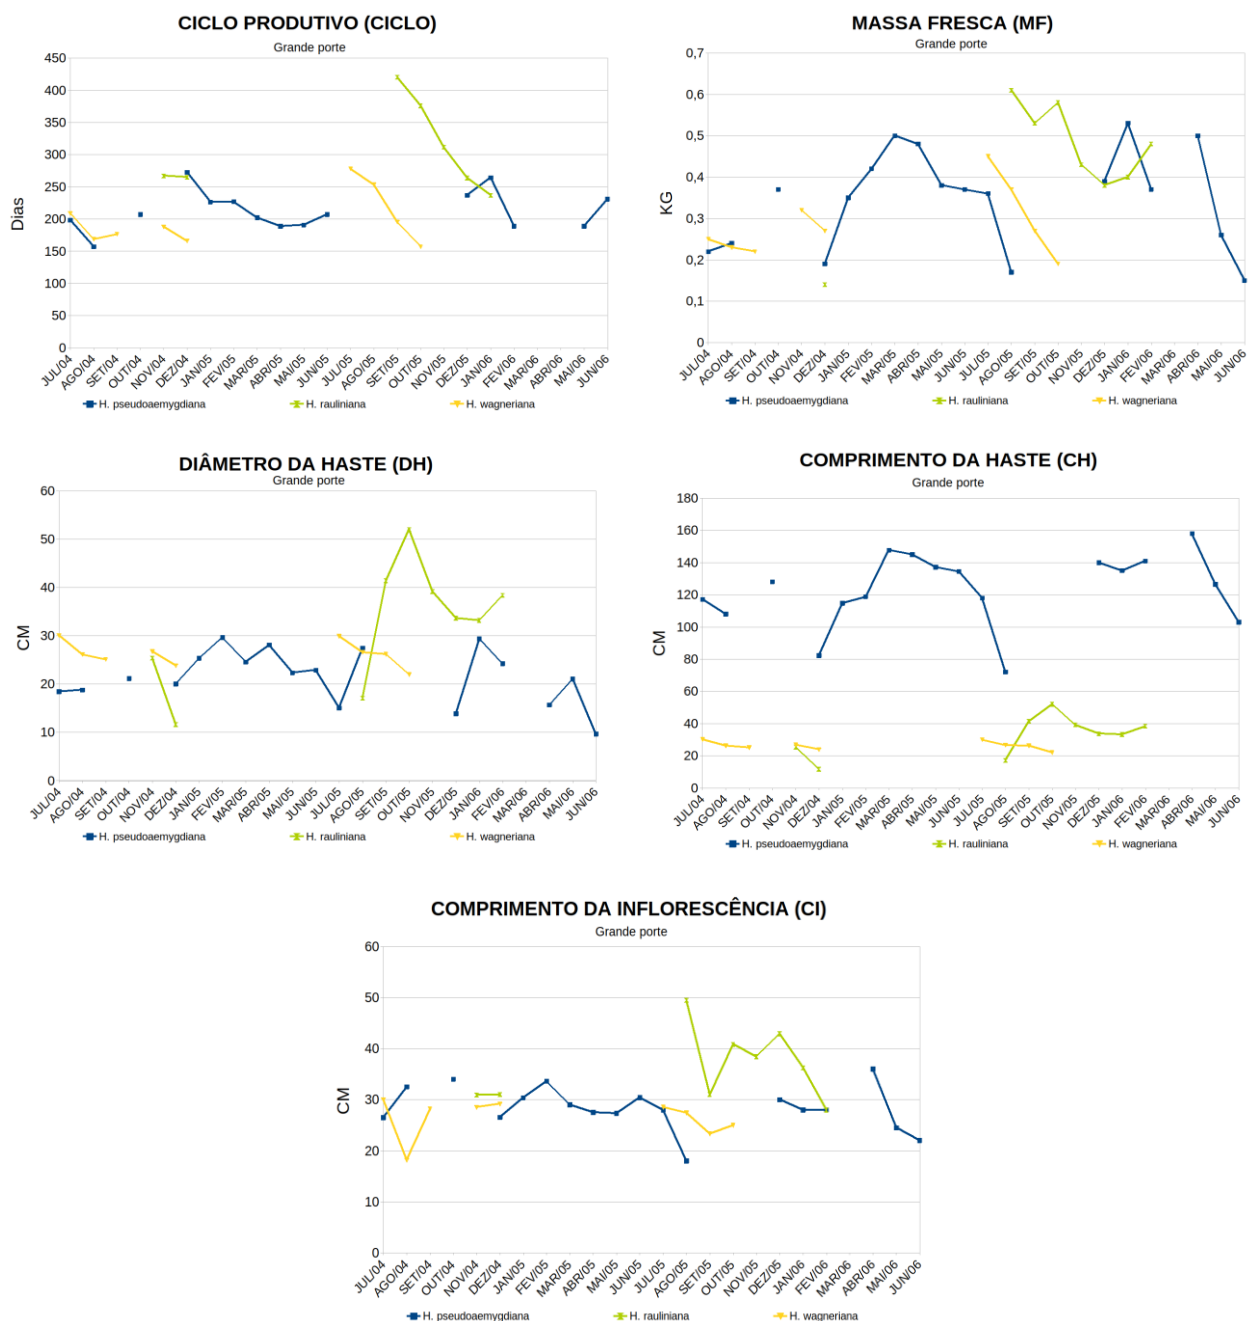 CICLO PRODUTIVO (CICLO)
Grande porte
Dias
450
400
350
300
250
200
150
100
50
0
JUL/04 AGO/04 SET/04 OUT/04 NOV/04 DEZ/04 JAN/05 FEV/05 MAR/05 ABR/05 MAI/05 JUN/05 JUL/05 AGO/05 SET/05 OUT/05 NOV/05 DEZ/05 JAN/06 FEV/06 MAR/06 ABR/06 MAI/06 JUN/06
H. pseudoaemygdiana H. rauliniana H. wagneriana
MASSA FRESCA (MF)
Grande porte
KG
0,7
0,6
0,5
0,4
0,3
0,2
0,1
0
JUL/04 AGO/04 SET/04 OUT/04 NOV/04 DEZ/04 JAN/05 FEV/05 MAR/05 ABR/05 MAI/05 JUN/05 JUL/05 AGO/05 SET/05 OUT/05 NOV/05 DEZ/05 JAN/06 FEV/06 MAR/06 ABR/06 MAI/06 JUN/06
H. pseudoaemygdiana H. rauliniana H. wagneriana
DIÂMETRO DA HASTE (DH)
Grande porte
CM
60
50
40
30
20
10
0
JUL/04 AGO/04 SET/04 OUT/04 NOV/04 DEZ/04 JAN/05 FEV/05 MAR/05 ABR/05 MAI/05 JUN/05 JUL/05 AGO/05 SET/05 OUT/05 NOV/05 DEZ/05 JAN/06 FEV/06 MAR/06 ABR/06 MAI/06 JUN/06
H. pseudoaemygdiana H. rauliniana H. wagneriana
COMPRIMENTO DA HASTE (CH)
Grande porte
CM
180
160
140
120
100
80
60
40
20
0
JUL/04 AGO/04 SET/04 OUT/04 NOV/04 DEZ/04 JAN/05 FEV/05 MAR/05 ABR/05 MAI/05 JUN/05 JUL/05 AGO/05 SET/05 OUT/05 NOV/05 DEZ/05 JAN/06 FEV/06 MAR/06 ABR/06 MAI/06 JUN/06
H. pseudoaemygdiana H. rauliniana H. wagneriana
COMPRIMENTO DA INFLORESCÊNCIA (CI)
Grande porte
CM
60
50
40
30
20
10
0
JUL/04 AGO/04 SET/04 OUT/04 NOV/04 DEZ/04 JAN/05 FEV/05 MAR/05 ABR/05 MAI/05 JUN/05 JUL/05 AGO/05 SET/05 OUT/05 NOV/05 DEZ/05 JAN/06 FEV/06 MAR/06 ABR/06 MAI/06 JUN/06
H. pseudoaemygdiana H. rauliniana H. wagneriana